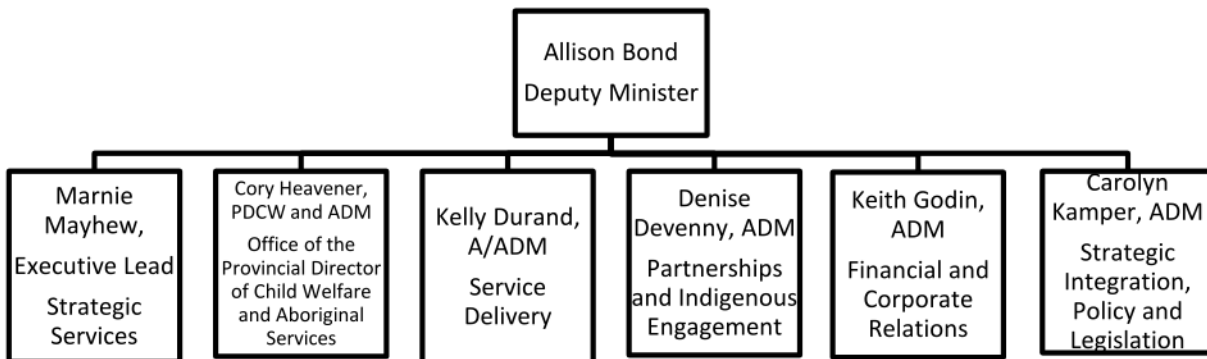 Allison Bond
Deputy Minister
Marnie
Mayhew,
Executive Lead
Strategic
Services
Cory Heavener,
PDCW and ADM
Office of the
Provincial Director
of Child Welfare
and Aboriginal
Services
Kelly Durand,
A/ADM
Service
Delivery
Denise
Devenny, ADM
Partnerships
and Indigenous
Engagement
Keith Godin,
ADM
Financial and
Corporate
Relations
Carolyn
Kamper, ADM
Strategic
Integration,
Policy and
Legislation